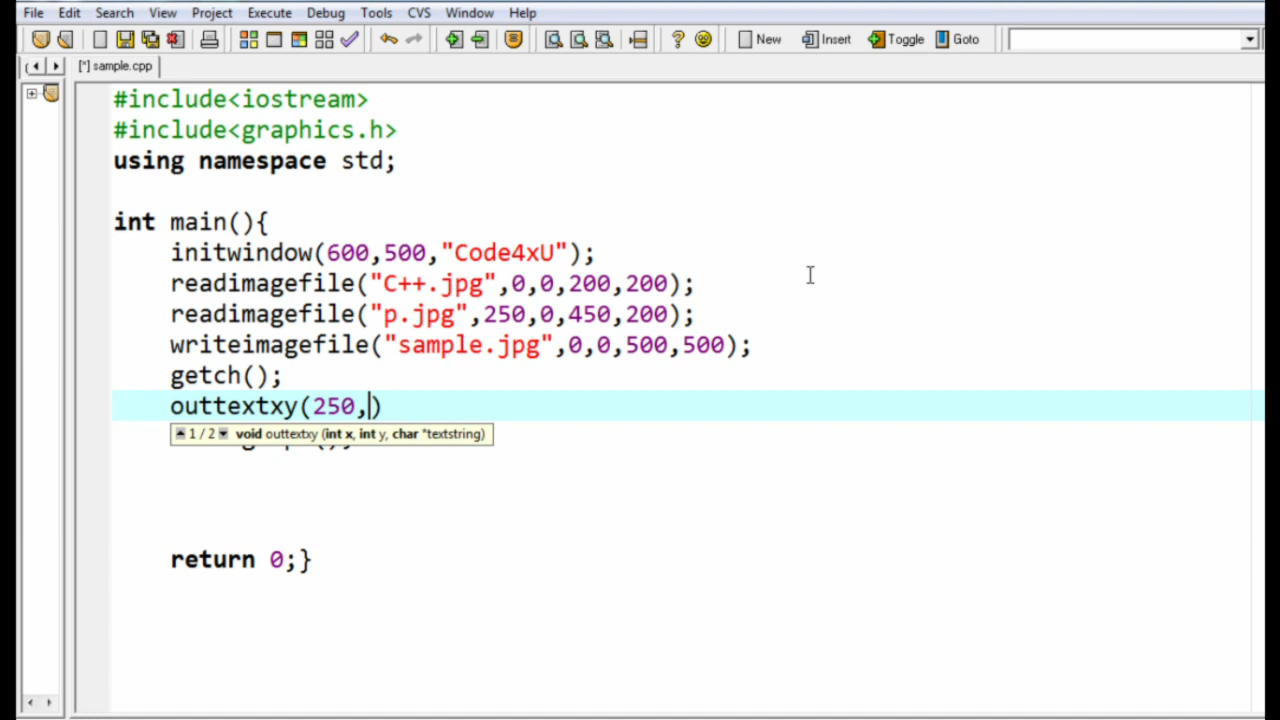 File Edit Search View Project Execute Debug Tools CVS Window Help
New Insert Toggle Goto
[*] sample.cpp
#include<iostream>
#include<graphics.h>
using namespace std;
int main(){
initwindow(600,500,"Code4xU");
readimagefile("C++.jpg",0,0,200,200);
readimagefile("p.jpg",250,0,450,200);
writeimagefile("sample.jpg",0,0,500,500);
getch();
outtextxy(250,)
1 / 2 void outtextxy (int x, int y, char *textstring)
return 0;}